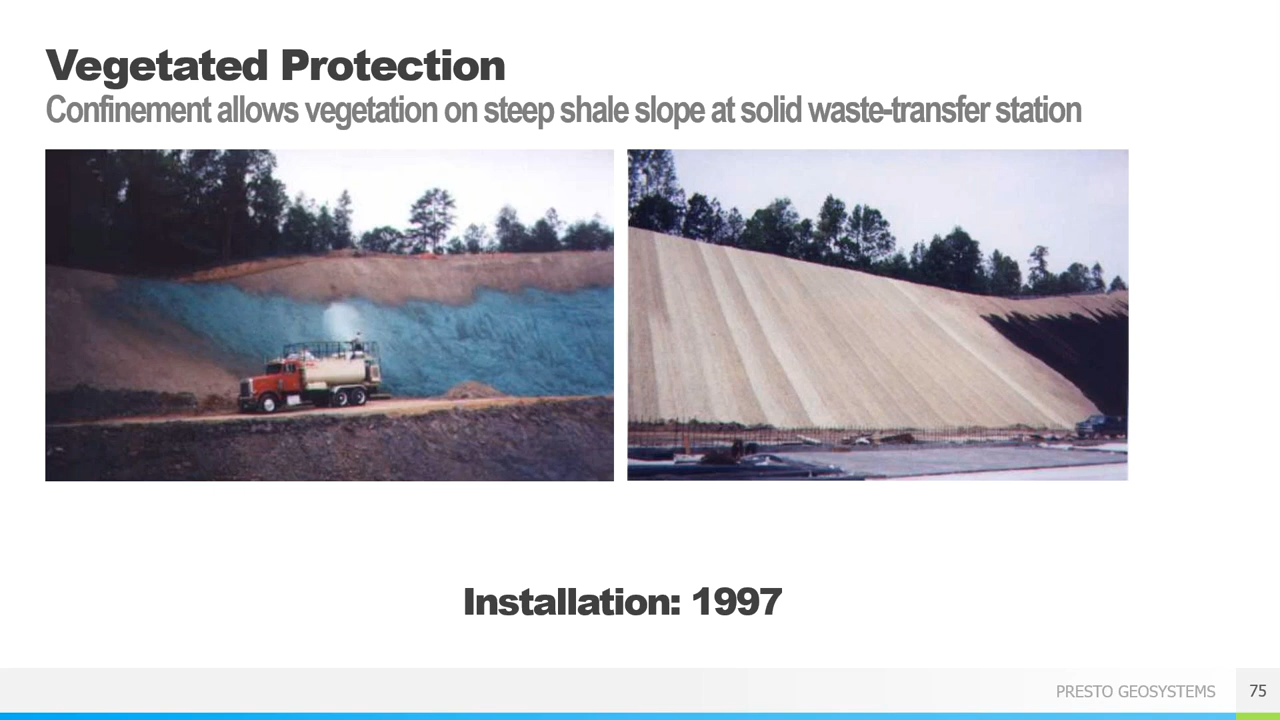 Vegetated Protection
Confinement allows vegetation on steep shale slope at solid waste-transfer station
Installation: 1997
PRESTO GEOSYSTEMS
75